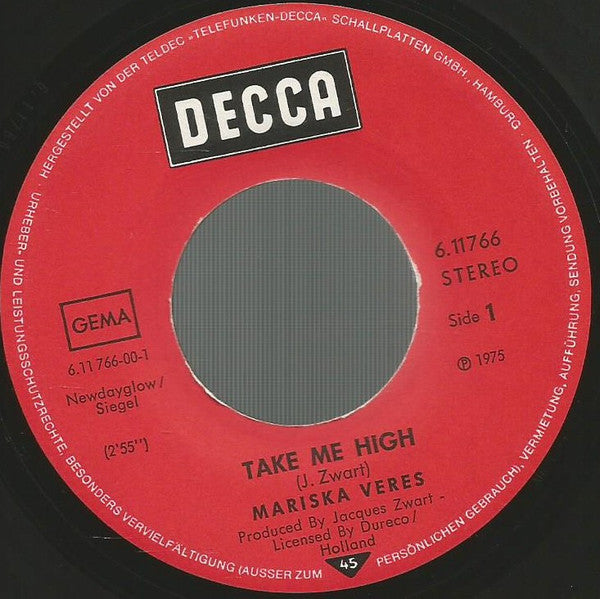 HERGESTELLT VON DER TELDEC »TELEFUNKEN-DECCA« SCHALLPLATTEN GMBH., HAMBURG
URHEBER- UND LEISTUNGSSCHUTZRECHTE, BESONDERS VERVIELFÄLTIGUNG (AUSSER ZUM PERSÖNLICHEN GEBRAUCH), VERMIETUNG, AUFFÜHRUNG, SENDUNG VORBEHALTEN
DECCA
6.11766
STEREO
Side 1
℗ 1975
GEMA
6.11 766-00-1
Newdayglow/
Siegel
(2'55")
TAKE ME HIGH
(J. Zwart)
MARISKA VERES
Produced By Jacques Zwart -
Licensed By Dureco/
Holland
45